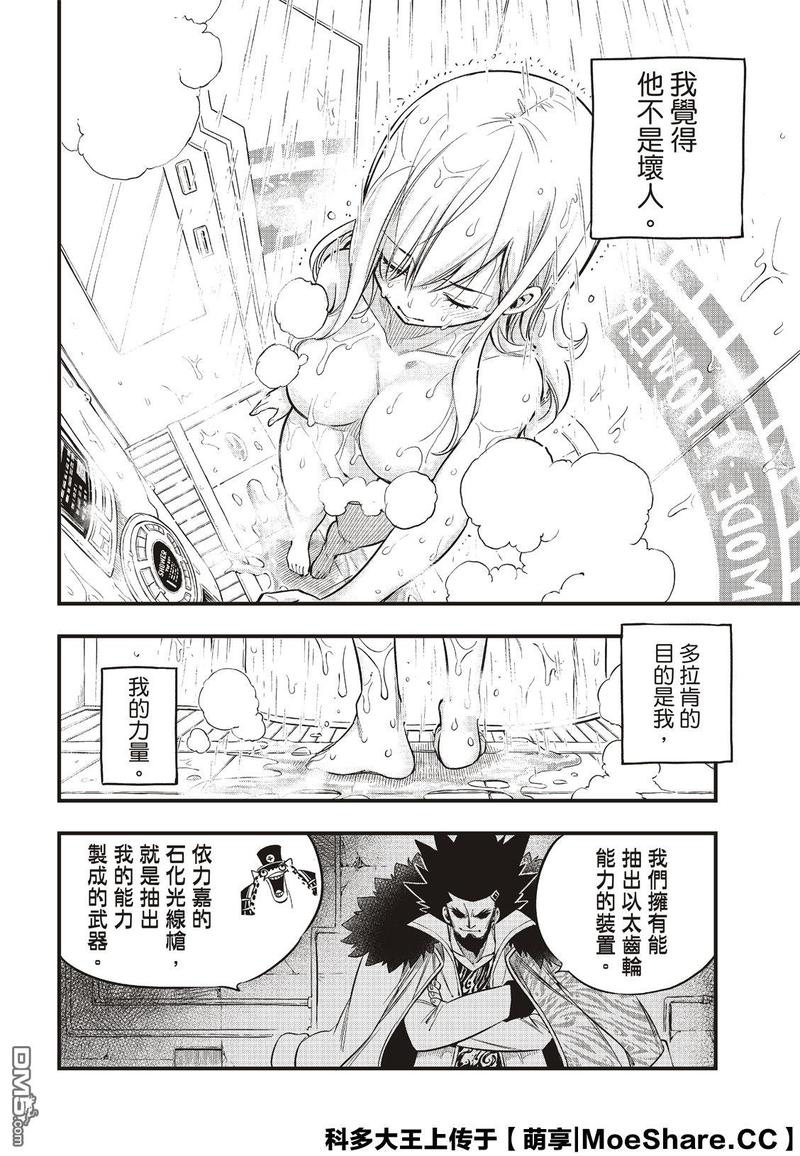 我覺得
他不是壞人。
MODE:HOMEY
SHOWER
多拉肯的
目的是我，
我的力量。
我們擁有能
抽出以太齒輪
能力的裝置。
依力嘉的
石化光線槍，
就是抽出
我的能力
製成的武器。
DM5.com
科多大王上传于【萌享|MoeShare.CC】